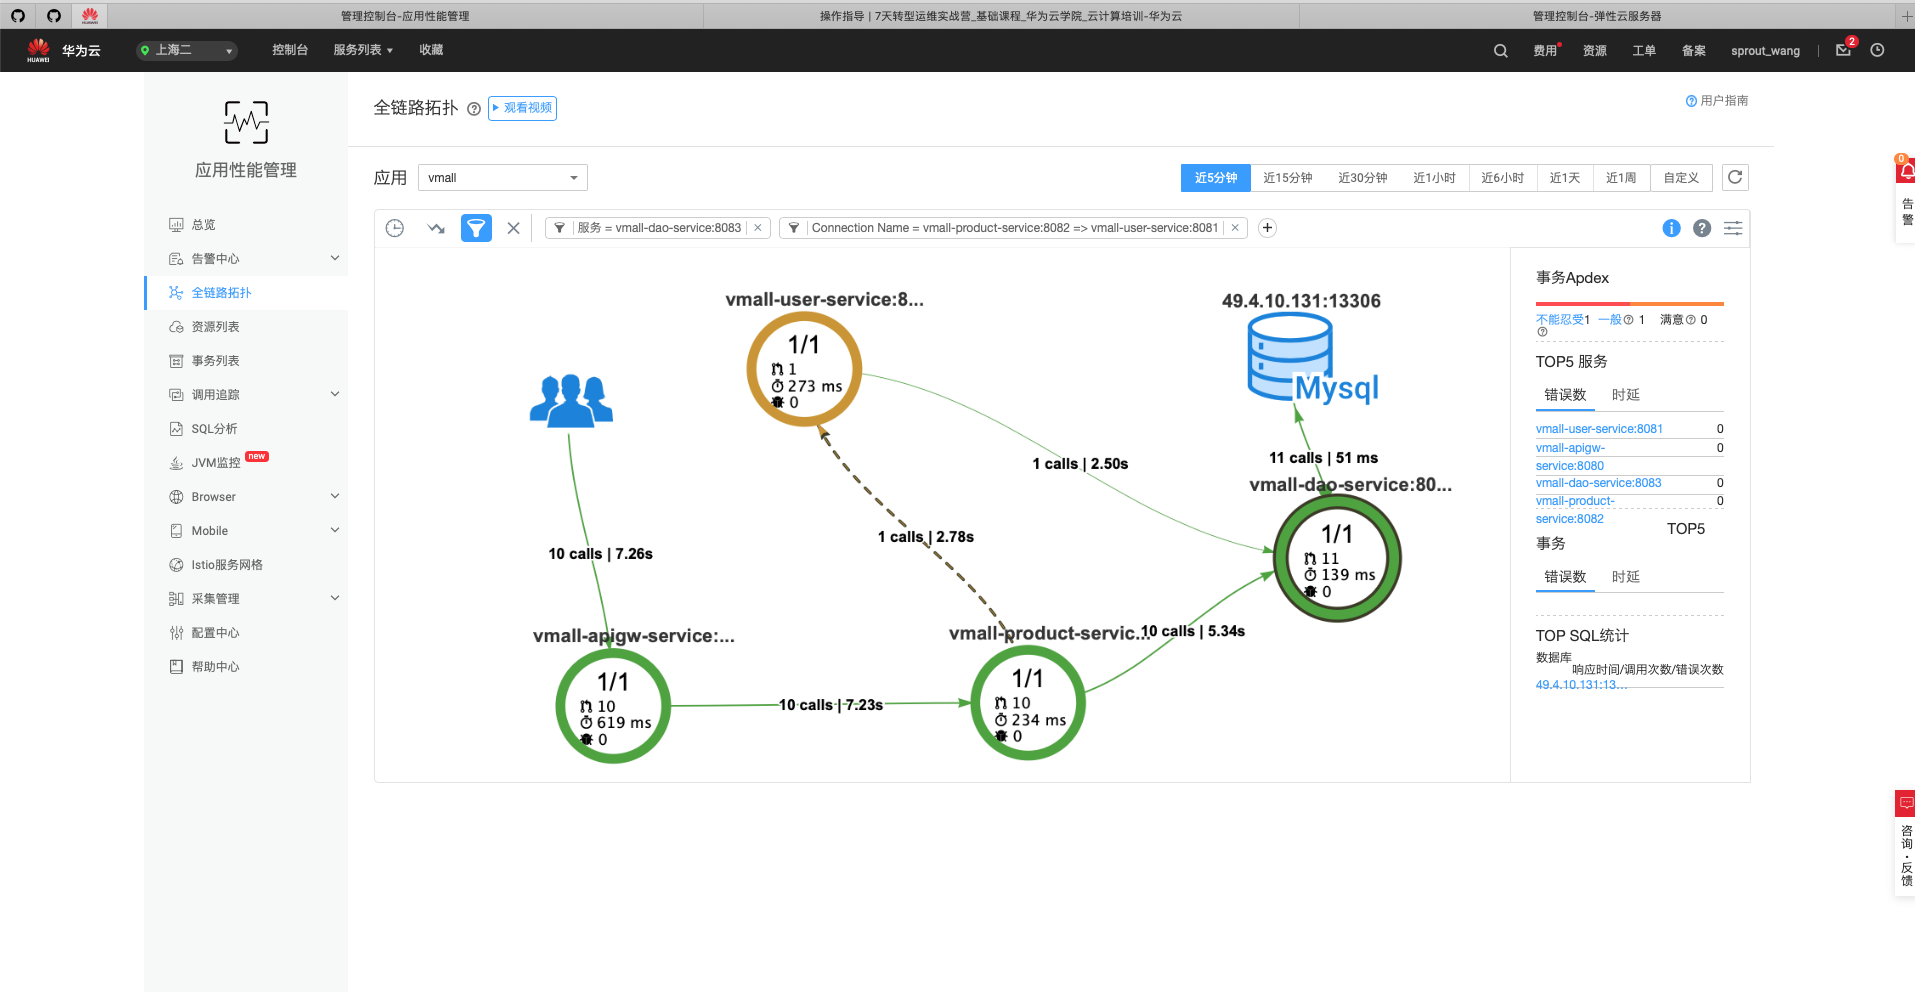 管理控制台-应用性能管理
操作指导 | 7天转型运维实战营_基础课程_华为云学院_云计算培训-华为云
管理控制台-弹性云服务器
HUAWEI
华为云
上海二
控制台
服务列表
收藏
费用
资源
工单
备案
sprout_wang
2
应用性能管理
总览
告警中心
全链路拓扑
资源列表
事务列表
调用追踪
SQL分析
JVM监控 new
Browser
Mobile
Istio服务网格
采集管理
配置中心
帮助中心
全链路拓扑
观看视频
用户指南
应用
vmall
近5分钟
近15分钟
近30分钟
近1小时
近6小时
近1天
近1周
自定义
服务 = vmall-dao-service:8083
Connection Name = vmall-product-service:8082 => vmall-user-service:8081
vmall-user-service:8...
1/1
1
273 ms
0
49.4.10.131:13306
Mysql
1 calls | 2.50s
11 calls | 51 ms
vmall-dao-service:80...
1/1
11
139 ms
0
1 calls | 2.78s
10 calls | 7.26s
vmall-apigw-service:...
1/1
10
619 ms
0
10 calls | 7.23s
vmall-product-servic...
1/1
10
234 ms
0
10 calls | 5.34s
事务Apdex
不能忍受1 一般 1 满意 0
TOP5 服务
错误数 时延
vmall-user-service:8081 0
vmall-apigw- 0
service:8080
vmall-dao-service:8083 0
vmall-product- 0
service:8082
TOP5
事务
错误数 时延
TOP SQL统计
数据库
响应时间/调用次数/错误次数
49.4.10.131:13...
0
告警
咨询·反馈